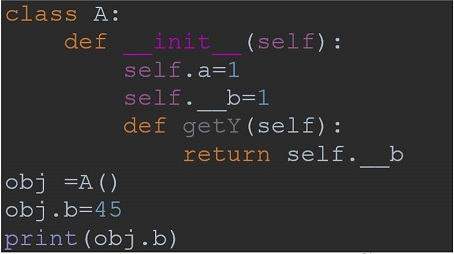 class A:
    def __init__(self):
        self.a=1
        self.__b=1
        def getY(self):
            return self.__b
obj =A()
obj.b=45
print(obj.b)